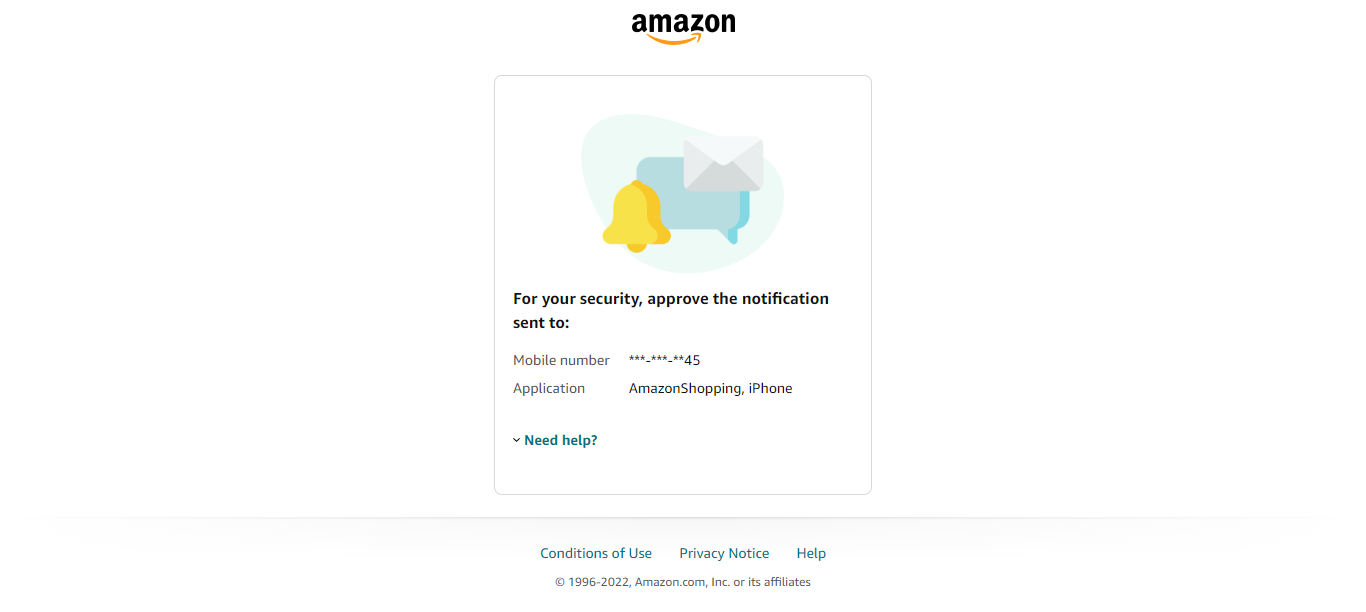 amazon
For your security, approve the notification
sent to:
Mobile number ***-***-**45
Application AmazonShopping, iPhone
Need help?
Conditions of Use Privacy Notice Help
© 1996-2022, Amazon.com, Inc. or its affiliates